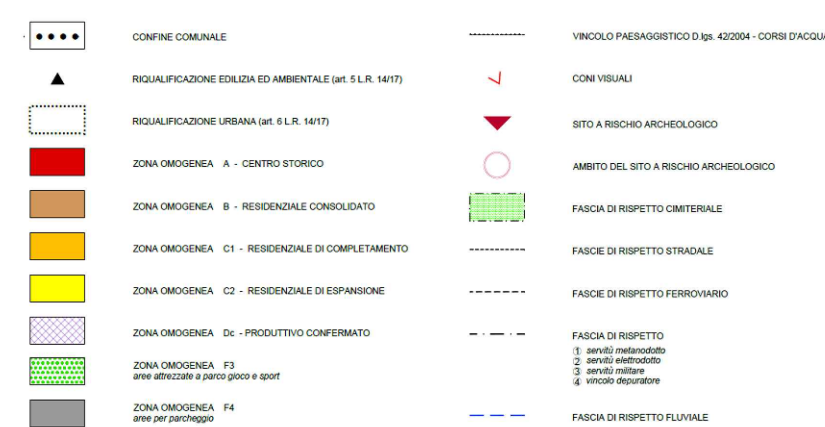 CONFINE COMUNALE
RIQUALIFICAZIONE EDILIZIA ED AMBIENTALE (art. 5 L.R. 14/17)
RIQUALIFICAZIONE URBANA (art. 6 L.R. 14/17)
ZONA OMOGENEA A - CENTRO STORICO
ZONA OMOGENEA B - RESIDENZIALE CONSOLIDATO
ZONA OMOGENEA C1 - RESIDENZIALE DI COMPLETAMENTO
ZONA OMOGENEA C2 - RESIDENZIALE DI ESPANSIONE
ZONA OMOGENEA Dc - PRODUTTIVO CONFERMATO
ZONA OMOGENEA F3
aree attrezzate a parco gioco e sport
ZONA OMOGENEA F4
aree per parcheggio
VINCOLO PAESAGGISTICO D.lgs. 42/2004 - CORSI D'ACQUA
CONI VISUALI
SITO A RISCHIO ARCHEOLOGICO
AMBITO DEL SITO A RISCHIO ARCHEOLOGICO
FASCIA DI RISPETTO CIMITERIALE
FASCIE DI RISPETTO STRADALE
FASCIE DI RISPETTO FERROVIARIO
FASCIA DI RISPETTO
① servitù metanodotto
② servitù elettrodotto
③ servitù militare
④ vincolo depuratore
FASCIA DI RISPETTO FLUVIALE